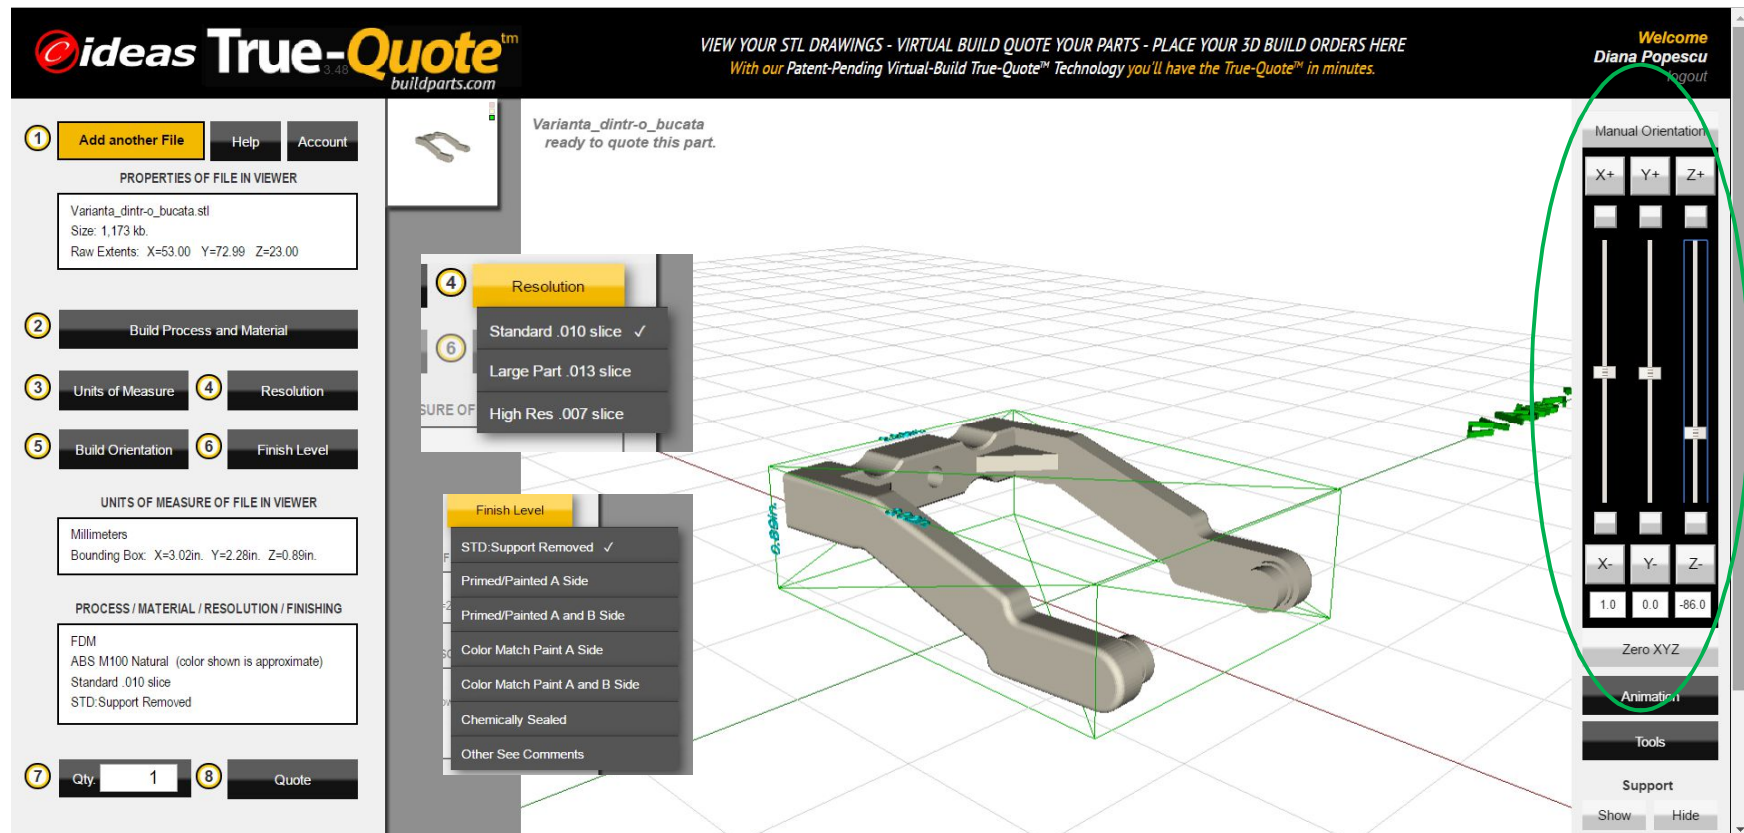 ideas True-Quote™
3.48
buildparts.com
VIEW YOUR STL DRAWINGS - VIRTUAL BUILD QUOTE YOUR PARTS - PLACE YOUR 3D BUILD ORDERS HERE
With our Patent-Pending Virtual-Build True-Quote™ Technology you'll have the True-Quote™ in minutes.
Welcome
Diana Popescu
logout
1 Add another File Help Account
PROPERTIES OF FILE IN VIEWER
Varianta_dintr-o_bucata.stl
Size: 1,173 kb.
Raw Extents: X=53.00 Y=72.99 Z=23.00
2 Build Process and Material
3 Units of Measure 4 Resolution
5 Build Orientation 6 Finish Level
UNITS OF MEASURE OF FILE IN VIEWER
Millimeters
Bounding Box: X=3.02in. Y=2.28in. Z=0.89in.
PROCESS / MATERIAL / RESOLUTION / FINISHING
FDM
ABS M100 Natural (color shown is approximate)
Standard .010 slice
STD:Support Removed
7 Qty. 1 8 Quote
Varianta_dintr-o_bucata
ready to quote this part.
4 Resolution
Standard .010 slice ✓
6
Large Part .013 slice
SURE OF
High Res .007 slice
Finish Level
STD:Support Removed ✓
Primed/Painted A Side
Primed/Painted A and B Side
Color Match Paint A Side
Color Match Paint A and B Side
Chemically Sealed
Other See Comments
0.89in.
Manual Orientation
X+ Y+ Z+
X- Y- Z-
1.0 0.0 -86.0
Zero XYZ
Animation
Tools
Support
Show Hide